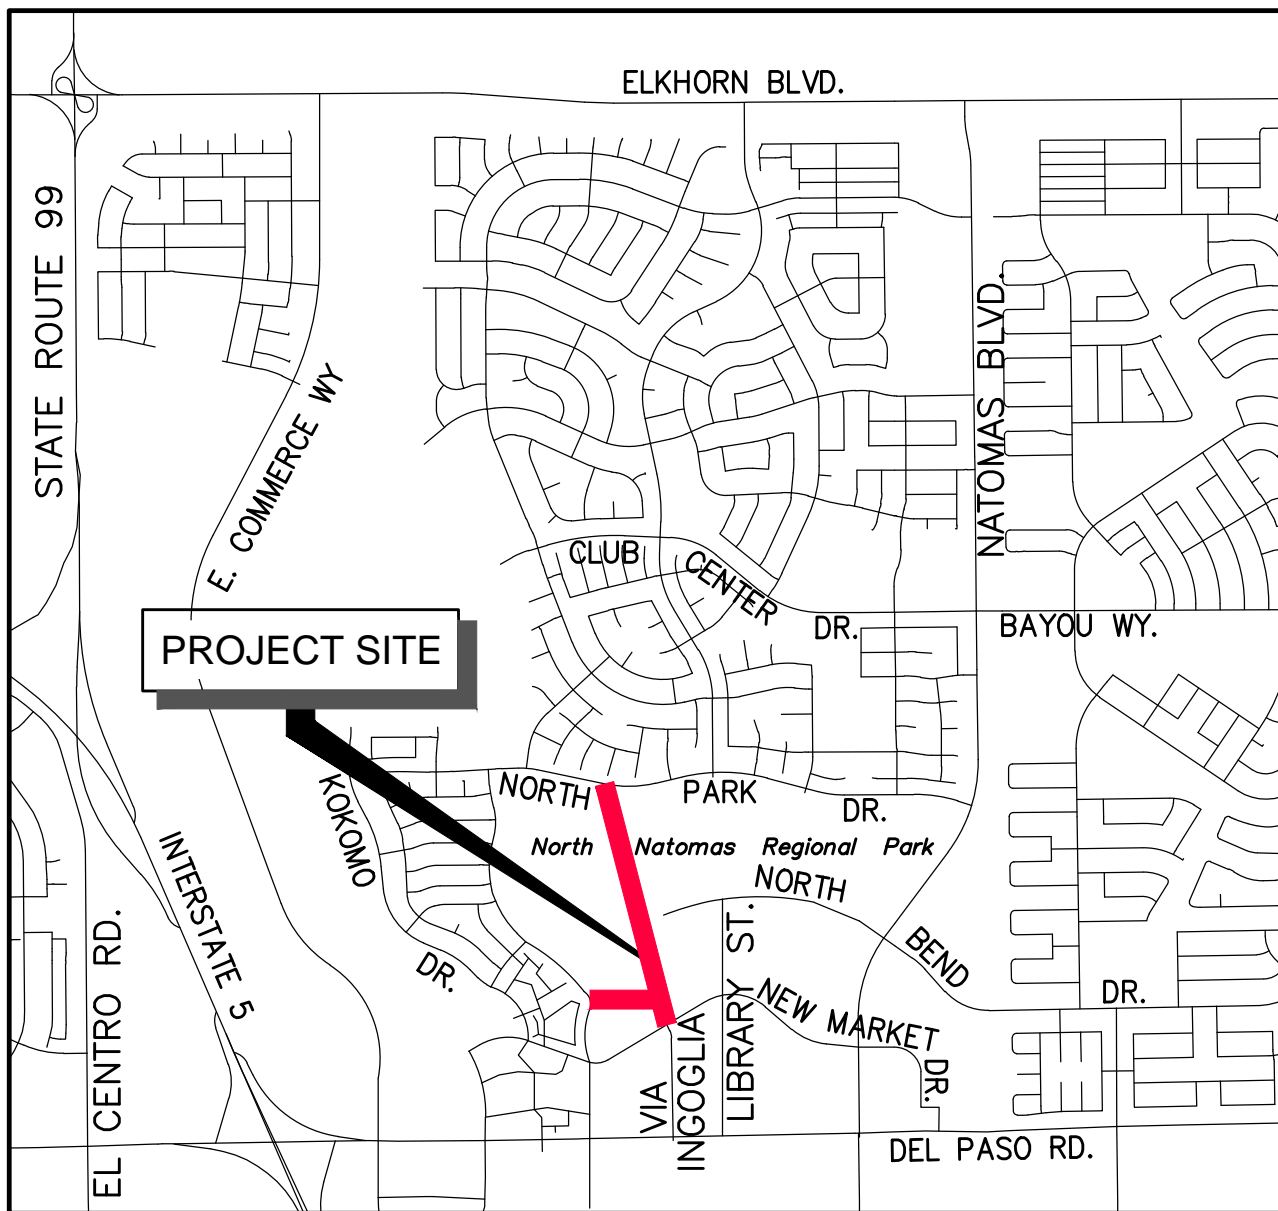 ELKHORN BLVD.
STATE ROUTE 99
NATOMAS BLVD.
E. COMMERCE WY
CLUB
CENTER
DR.
BAYOU WY.
PROJECT SITE
NORTH
PARK
DR.
KOKOMO
DR.
North Natomas Regional Park
NORTH
BEND
DR.
INTERSTATE 5
EL CENTRO RD.
LIBRARY ST.
NEW MARKET
DR.
VIA
INGOGLIA
DEL PASO RD.